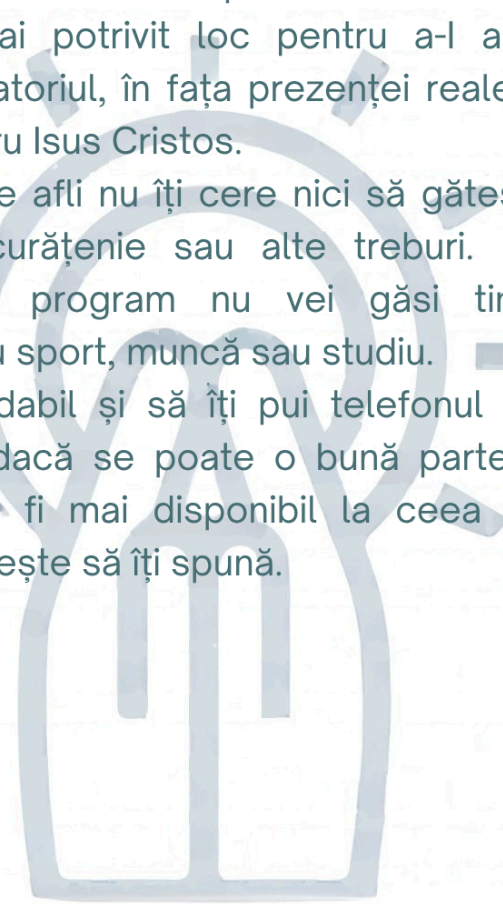 ai potrivit loc pentru a-I a
atoriul, în fața prezenței reale
ru Isus Cristos.
e afli nu îți cere nici să gătes
curățenie sau alte treburi.
program nu vei găsi tin
u sport, muncă sau studiu.
dabil și să îți pui telefonul
dacă se poate o bună parte
fi mai disponibil la ceea
ește să îți spună.